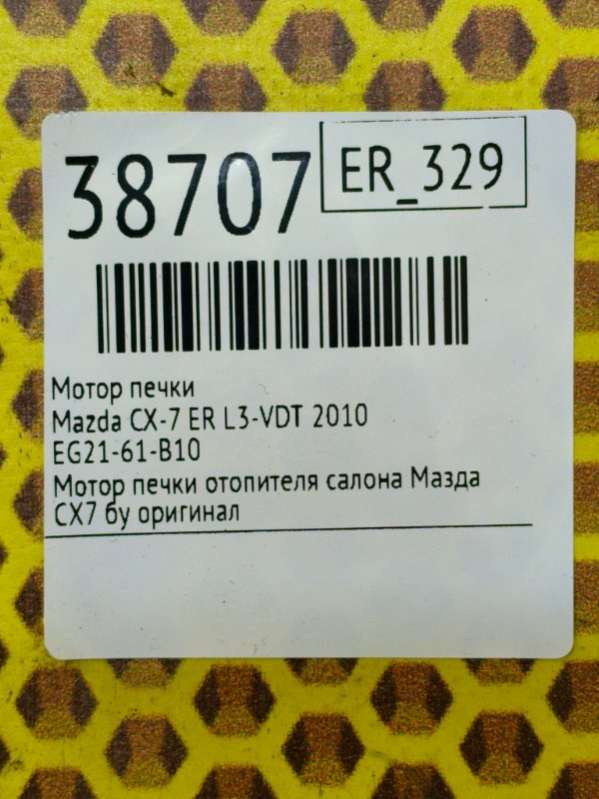 38707
ER_329
Мотор печки
Mazda CX-7 ER L3-VDT 2010
EG21-61-B10
Мотор печки отопителя салона Мазда
СХ7 бу оригинал